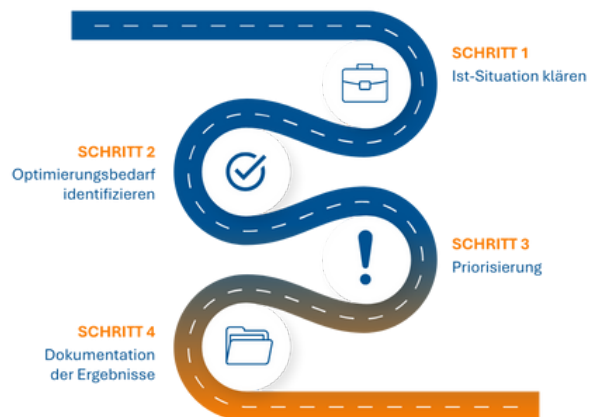 SCHRITT 1
Ist-Situation klären
SCHRITT 2
Optimierungsbedarf
identifizieren
SCHRITT 3
Priorisierung
SCHRITT 4
Dokumentation
der Ergebnisse